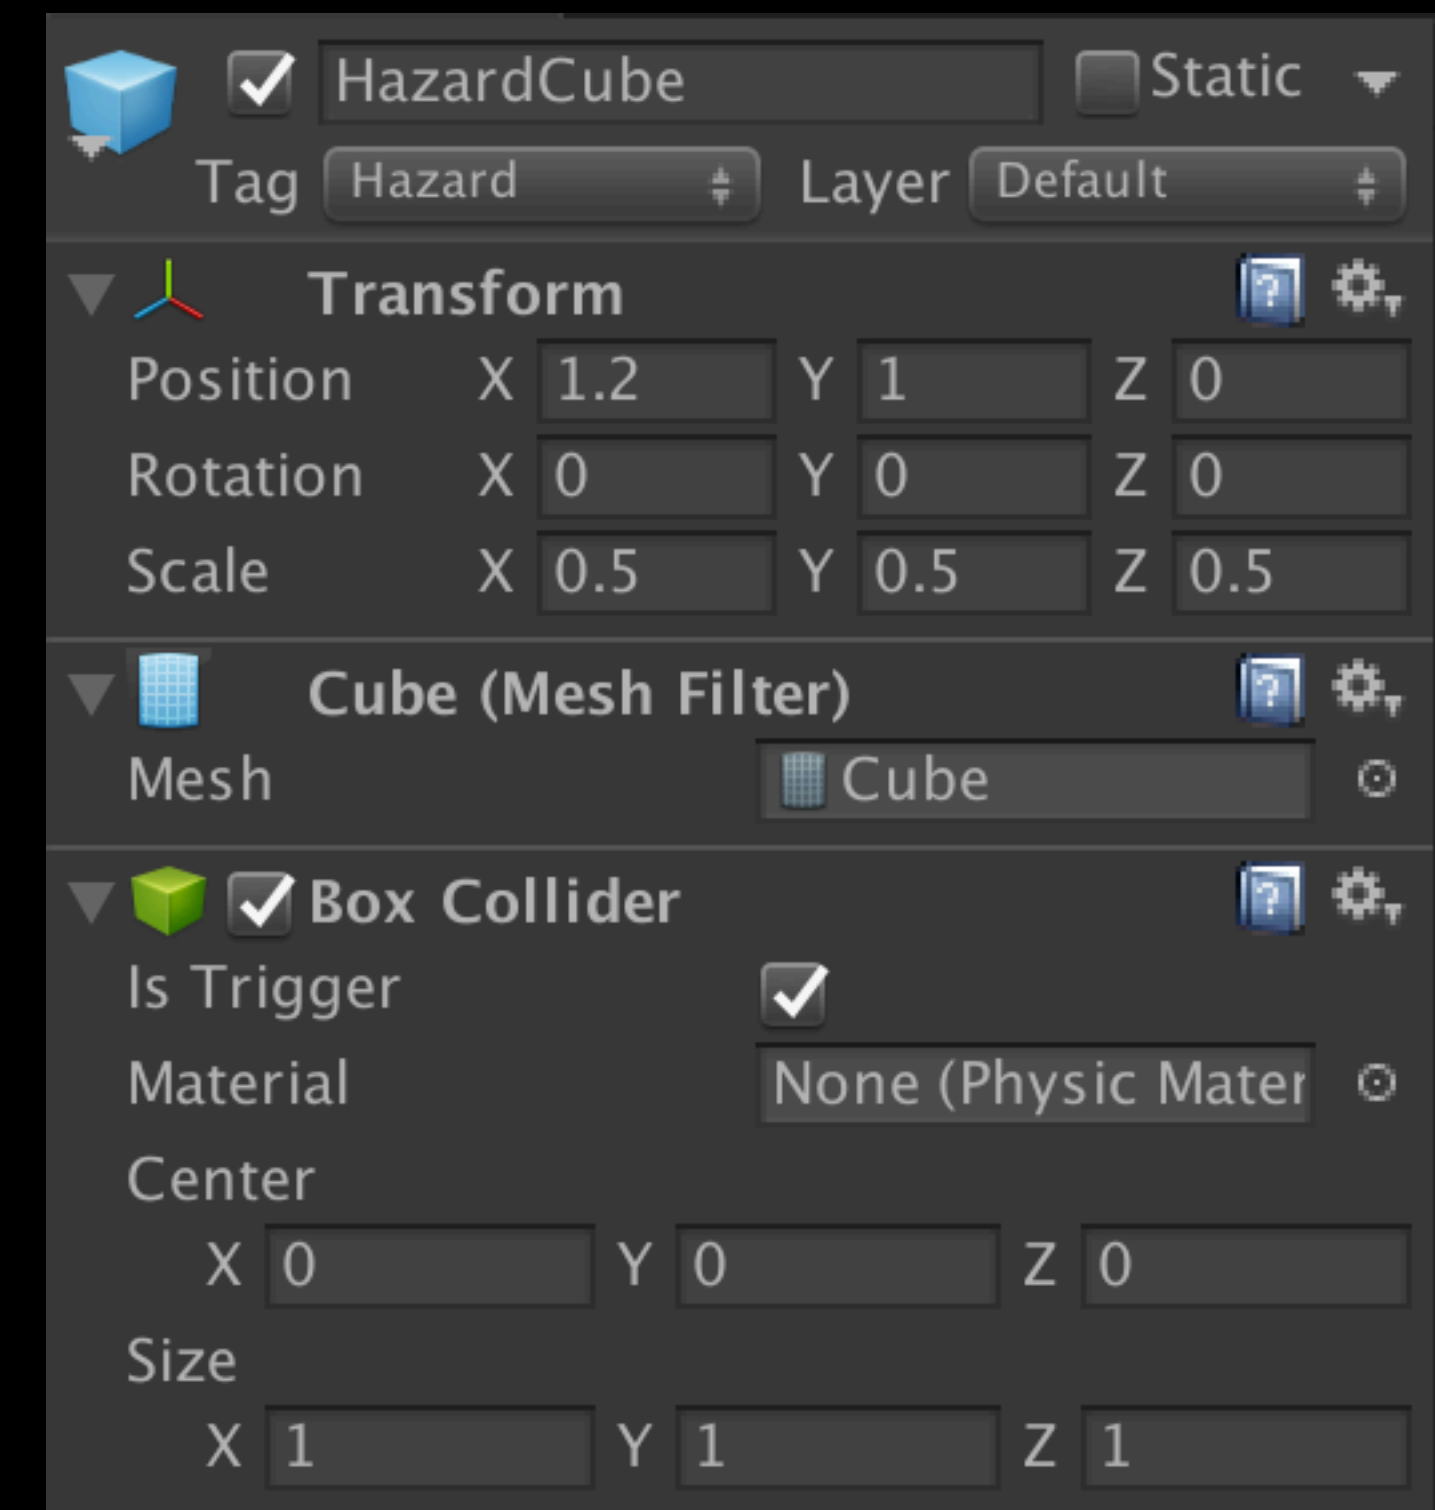 HazardCube Static
Tag Hazard Layer Default
Transform
Position X 1.2 Y 1 Z 0
Rotation X 0 Y 0 Z 0
Scale X 0.5 Y 0.5 Z 0.5
Cube (Mesh Filter)
Mesh Cube
Box Collider
Is Trigger
Material None (Physic Mater
Center
X 0 Y 0 Z 0
Size
X 1 Y 1 Z 1